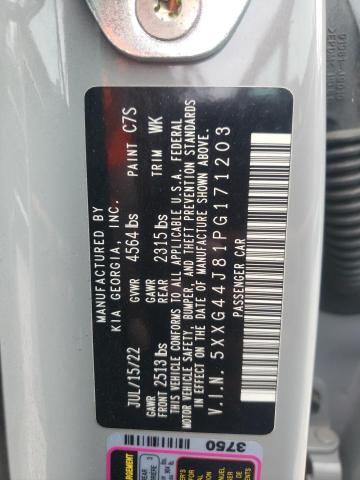 MANUFACTURED BY
KIA GEORGIA, INC.
JUL/15/22 GVWR 4564 lbs PAINT C7S
GAWR FRONT 2513 lbs GAWR REAR 2315 lbs TRIM WK
THIS VEHICLE CONFORMS TO ALL APPLICABLE U.S.A. FEDERAL
MOTOR VEHICLE SAFETY, BUMPER, AND THEFT PREVENTION STANDARDS
IN EFFECT ON THE DATE OF MANUFACTURE SHOWN ABOVE.
V.I.N. 5XXG44J81PG171203
PASSENGER CAR
3750